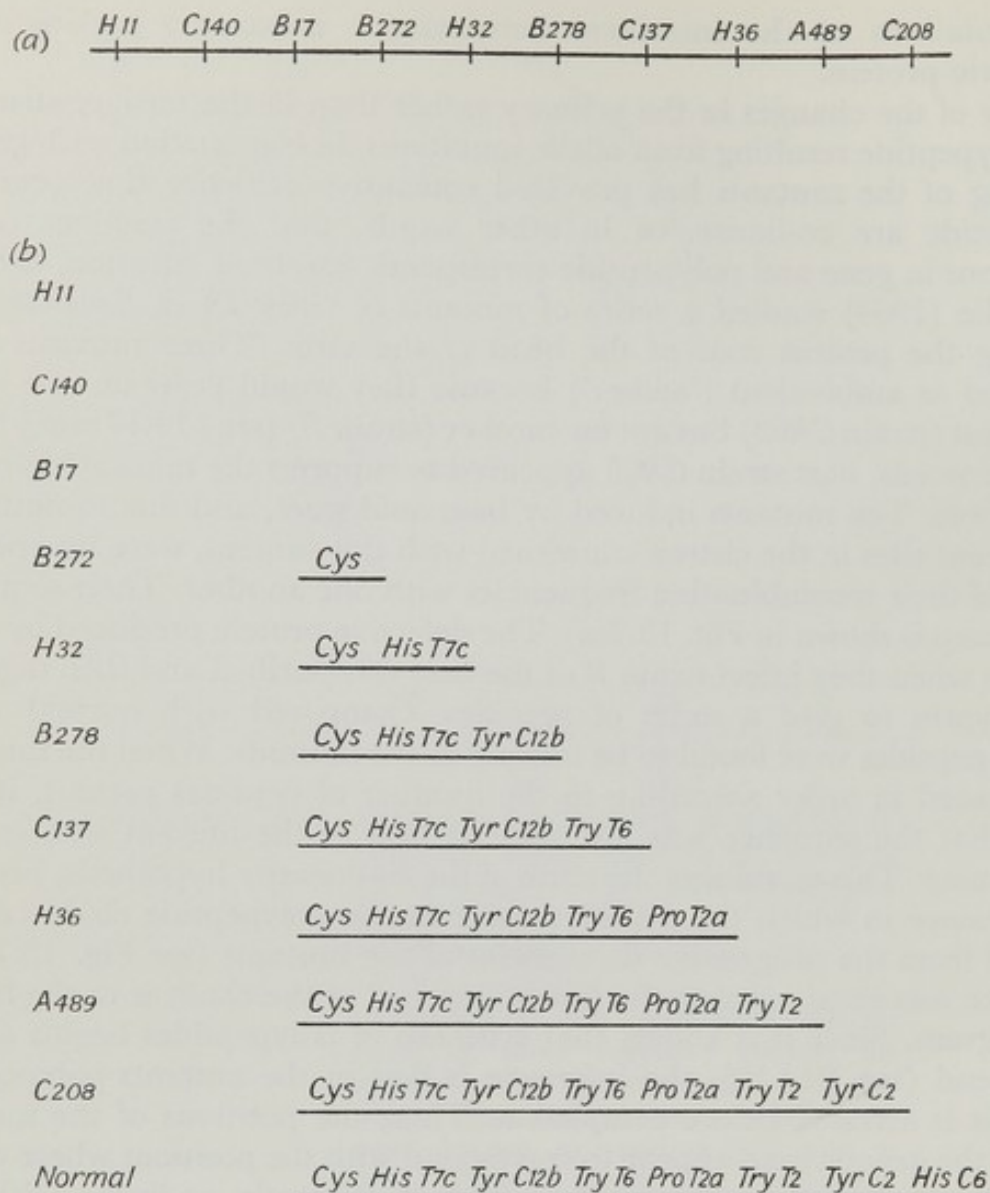 (a) H11 C140 B17 B272 H32 B278 C137 H36 A489 C208
(b)
H11
C140
B17
B272 Cys
H32 Cys His T7c
B278 Cys His T7c Tyr C12b
C137 Cys His T7c Tyr C12b Try T6
H36 Cys His T7c Tyr C12b Try T6 Pro T2a
A489 Cys His T7c Tyr C12b Try T6 Pro T2a Try T2
C208 Cys His T7c Tyr C12b Try T6 Pro T2a Try T2 Tyr C2
Normal Cys His T7c Tyr C12b Try T6 Pro T2a Try T2 Tyr C2 His C6